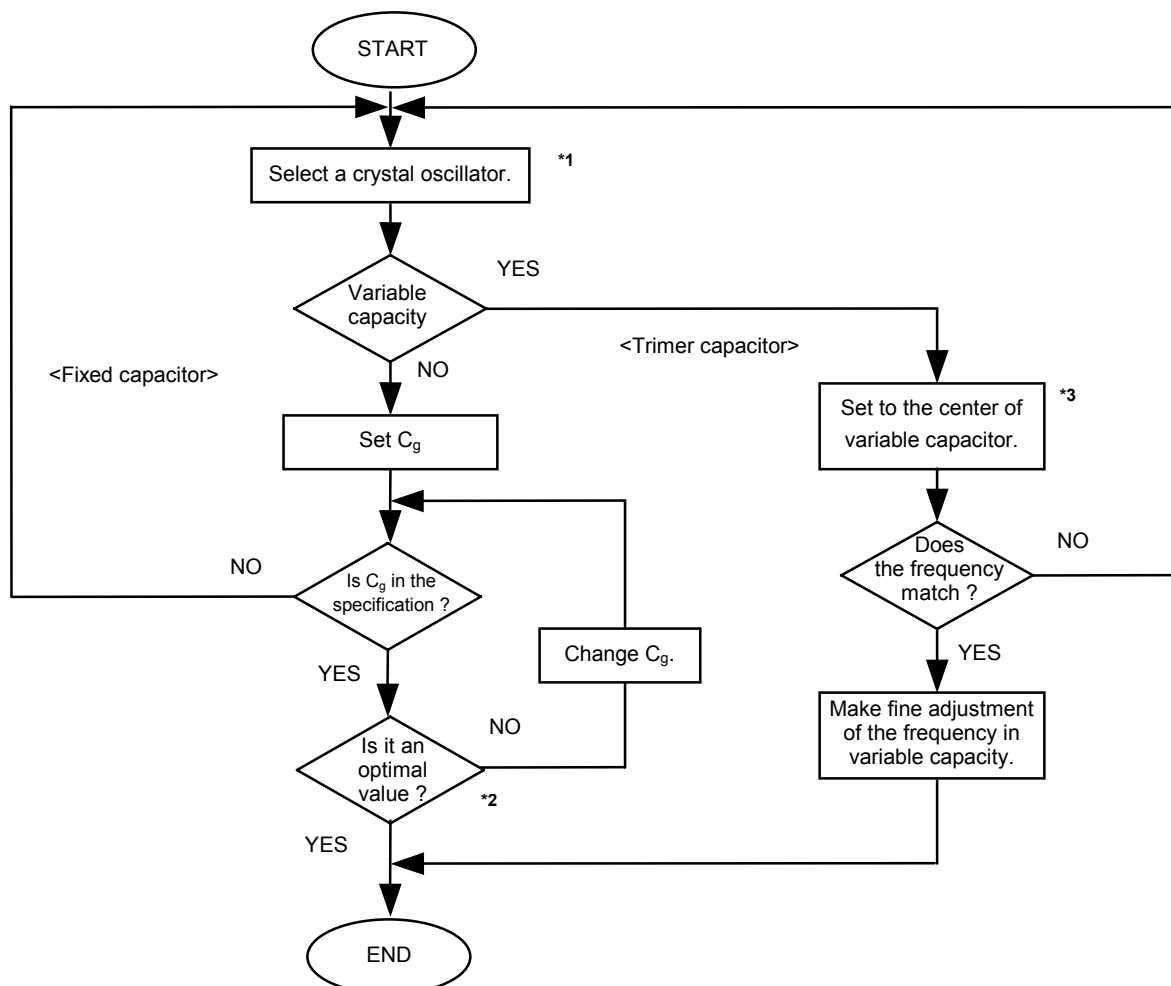 START
Select a crystal oscillator.
*1
Variable
capacity
YES
<Trimer capacitor>
<Fixed capacitor>
NO
Set Cg
Set to the center of
variable capacitor.
*3
NO
Is Cg in the
specification ?
Does
the frequency
match ?
NO
Change Cg.
YES
YES
Is it an
optimal
value ?
NO
*2
Make fine adjustment
of the frequency in
variable capacity.
YES
END